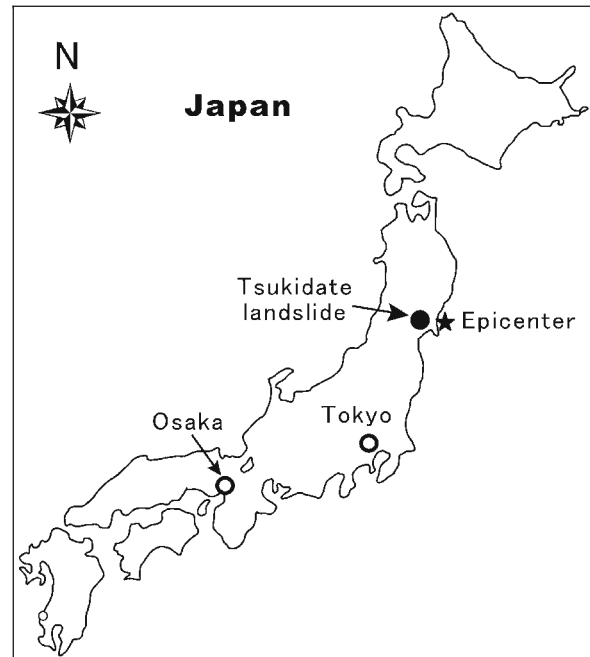 N
Japan
Tsukidate
landslide
Epicenter
Tokyo
Osaka